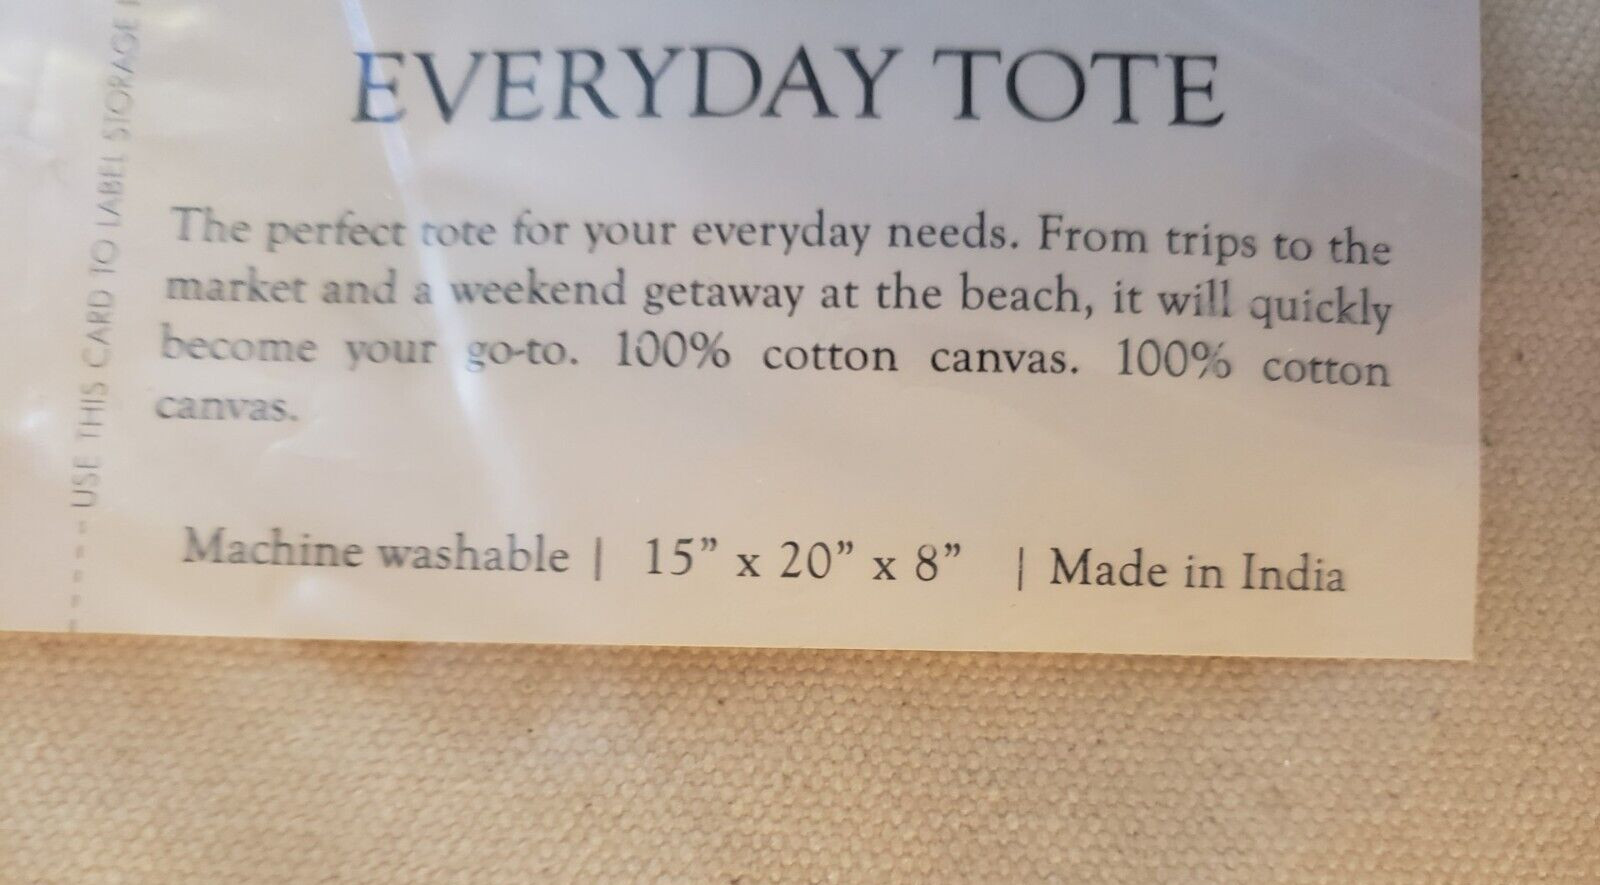 EVERYDAY TOTE
The perfect tote for your everyday needs. From trips to the
market and a weekend getaway at the beach, it will quickly
become your go-to. 100% cotton canvas. 100% cotton
canvas.
Machine washable | 15” x 20” x 8” | Made in India
- - - - USE THIS CARD TO LABEL STORAGE